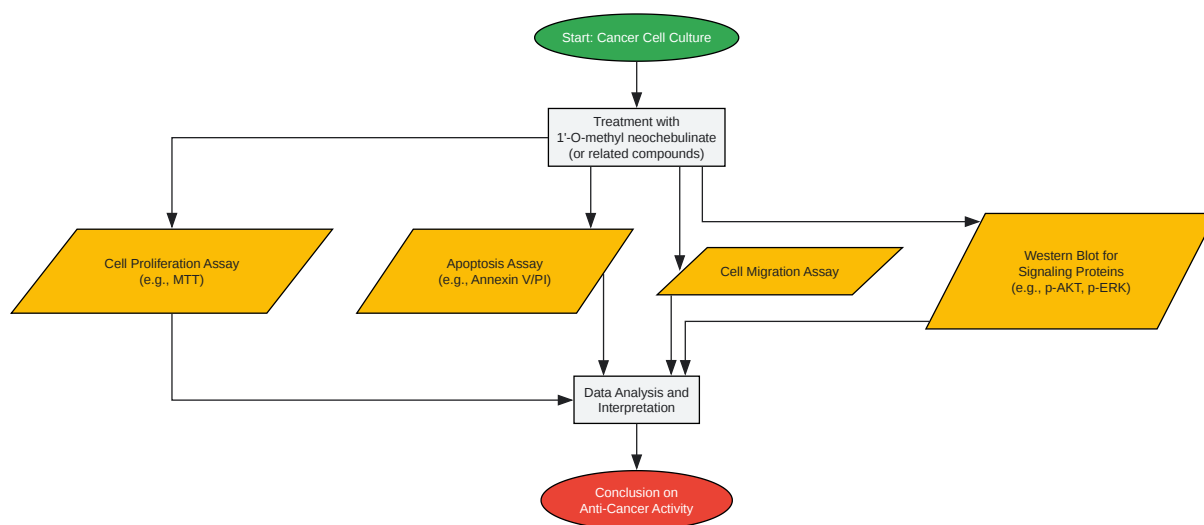 Start: Cancer Cell Culture
Treatment with
1'-O-methyl neochebulinate
(or related compounds)
Cell Proliferation Assay
(e.g., MTT)
Apoptosis Assay
(e.g., Annexin V/PI)
Cell Migration Assay
Western Blot for
Signaling Proteins
(e.g., p-AKT, p-ERK)
Data Analysis and
Interpretation
Conclusion on
Anti-Cancer Activity